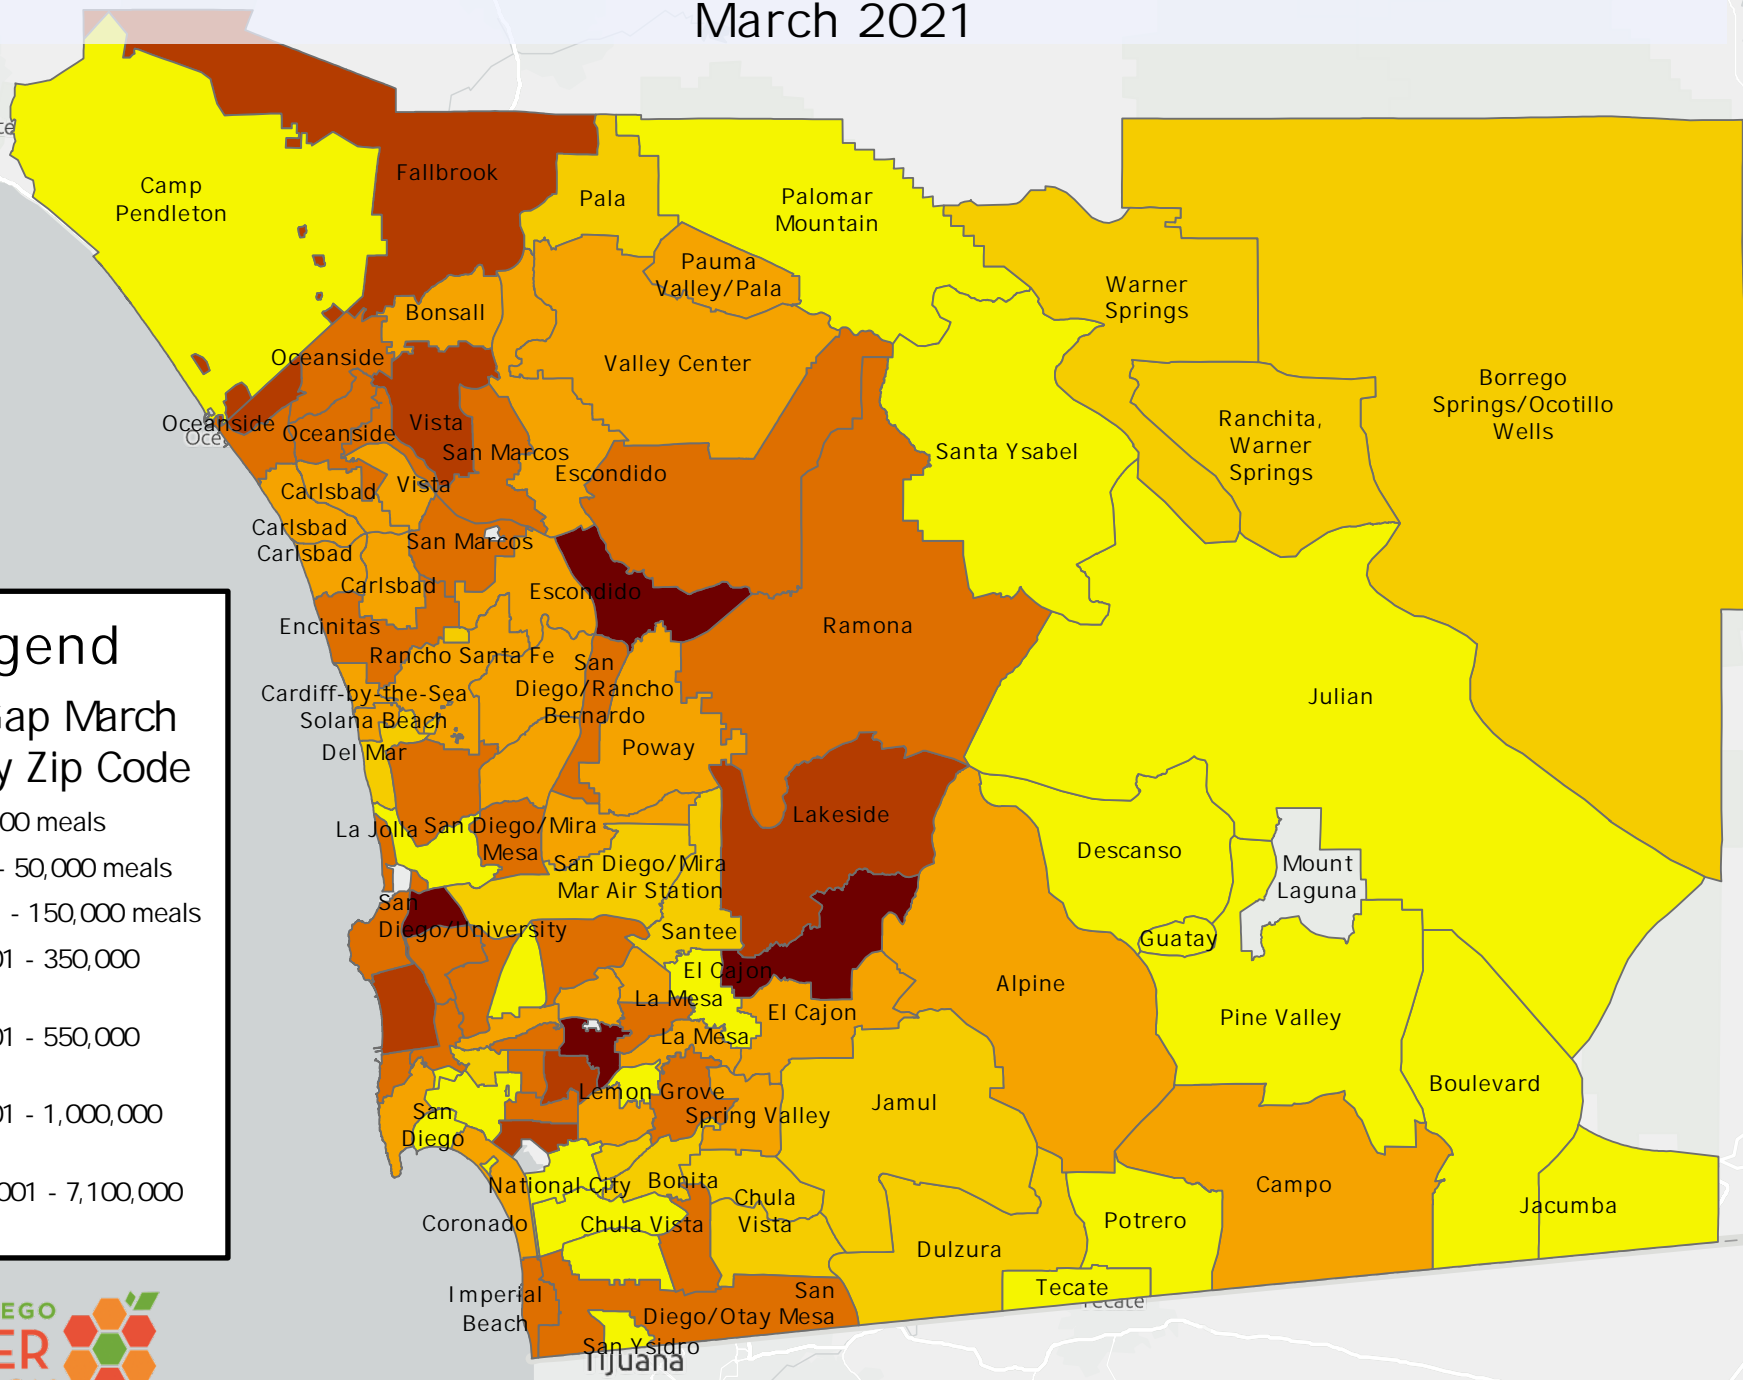 March 2021
Camp
Pendleton
Fallbrook
Pala
Palomar
Mountain
Pauma
Valley/Pala
Warner
Springs
Bonsall
Oceanside
Valley Center
Borrego
Springs/Ocotillo
Wells
Ranchita,
Warner
Springs
Oceanside
Oceanside
Vista
San Marcos
Santa Ysabel
Escondido
Carlsbad
Vista
Carlsbad
San Marcos
Carlsbad
Carlsbad
Escondido
Encinitas
Ramona
Rancho Santa Fe
San
Diego/Rancho
Bernardo
Cardiff-by-the-Sea
Solana Beach
Julian
Del Mar
Poway
Lakeside
La Jolla
San Diego/Mira
Mesa
San Diego/Mira
Mar Air Station
Descanso
Mount
Laguna
San
Diego/University
Santee
Guatay
El Cajon
La Mesa
El Cajon
Alpine
Pine Valley
La Mesa
Lemon Grove
Spring Valley
Jamul
Boulevard
San
Diego
National City
Bonita
Chula
Vista
Campo
Jacumba
Coronado
Chula Vista
Potrero
Dulzura
Tecate
Tecate
Imperial
Beach
San
Diego/Otay Mesa
San Ysidro
Tijuana
gend
Gap March
y Zip Code
00 meals
- 50,000 meals
- 150,000 meals
01 - 350,000
01 - 550,000
01 - 1,000,000
001 - 7,100,000
EGO
ER